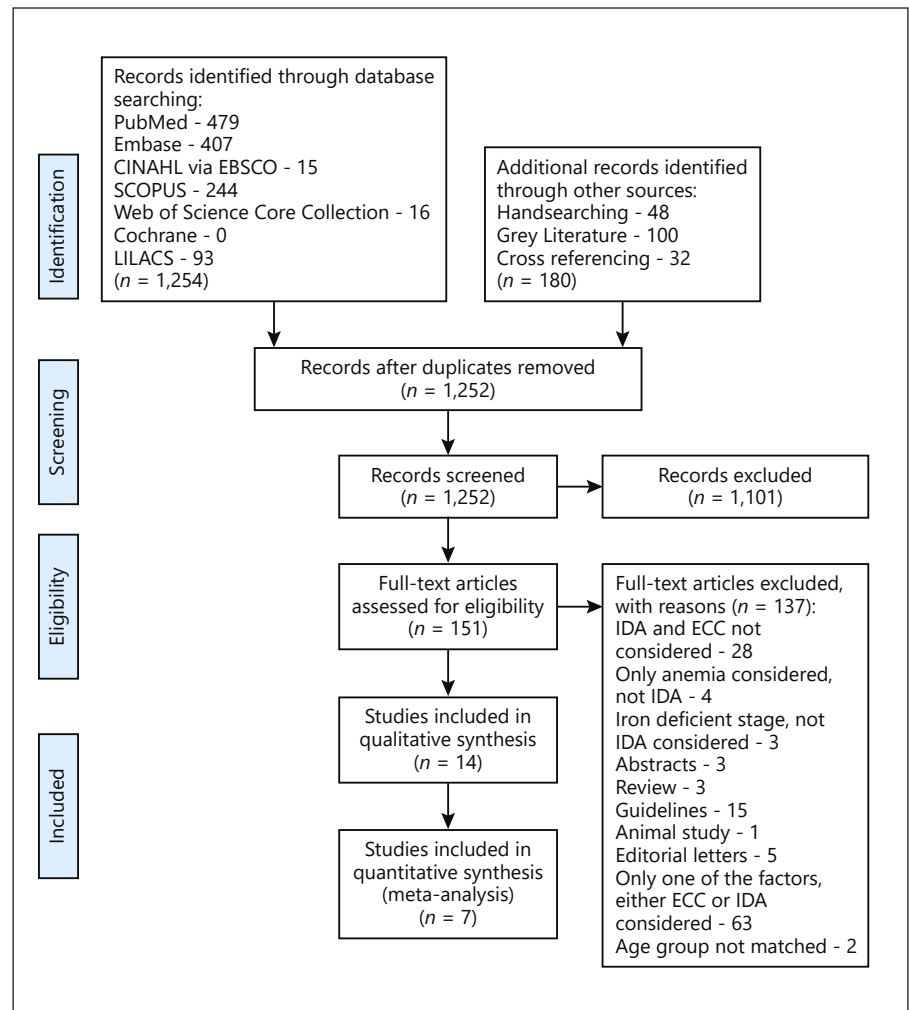 Identification
Records identified through database
searching:
PubMed - 479
Embase - 407
CINAHL via EBSCO - 15
SCOPUS - 244
Web of Science Core Collection - 16
Cochrane - 0
LILACS - 93
(n = 1,254)
Additional records identified
through other sources:
Handsearching - 48
Grey Literature - 100
Cross referencing - 32
(n = 180)
Screening
Records after duplicates removed
(n = 1,252)
Records screened
(n = 1,252)
Records excluded
(n = 1,101)
Eligibility
Full-text articles
assessed for eligibility
(n = 151)
Full-text articles excluded,
with reasons (n = 137):
IDA and ECC not
considered - 28
Only anemia considered,
not IDA - 4
Iron deficient stage, not
IDA considered - 3
Abstracts - 3
Review - 3
Guidelines - 15
Animal study - 1
Editorial letters - 5
Only one of the factors,
either ECC or IDA
considered - 63
Age group not matched - 2
Included
Studies included in
qualitative synthesis
(n = 14)
Studies included in
quantitative synthesis
(meta-analysis)
(n = 7)